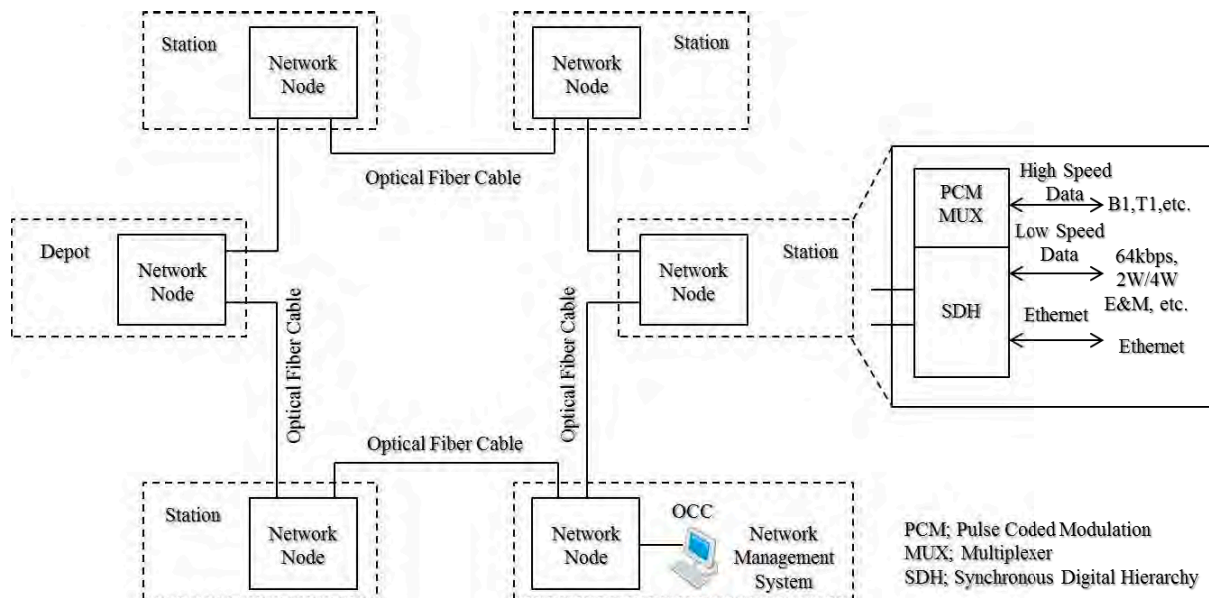 Station
Network
Node
Network
Node
Station
Optical Fiber Cable
Depot
Network
Node
Network
Node
Station
PCM
MUX
High Speed
Data
B1,T1,etc.
Low Speed
Data
64kbps,
2W/4W
E&M, etc.
SDH
Ethernet
Ethernet
Optical Fiber Cable
Optical Fiber Cable
Optical Fiber Cable
Station
Network
Node
Network
Node
OCC
Network
Management
System
PCM; Pulse Coded Modulation
MUX; Multiplexer
SDH; Synchronous Digital Hierarchy